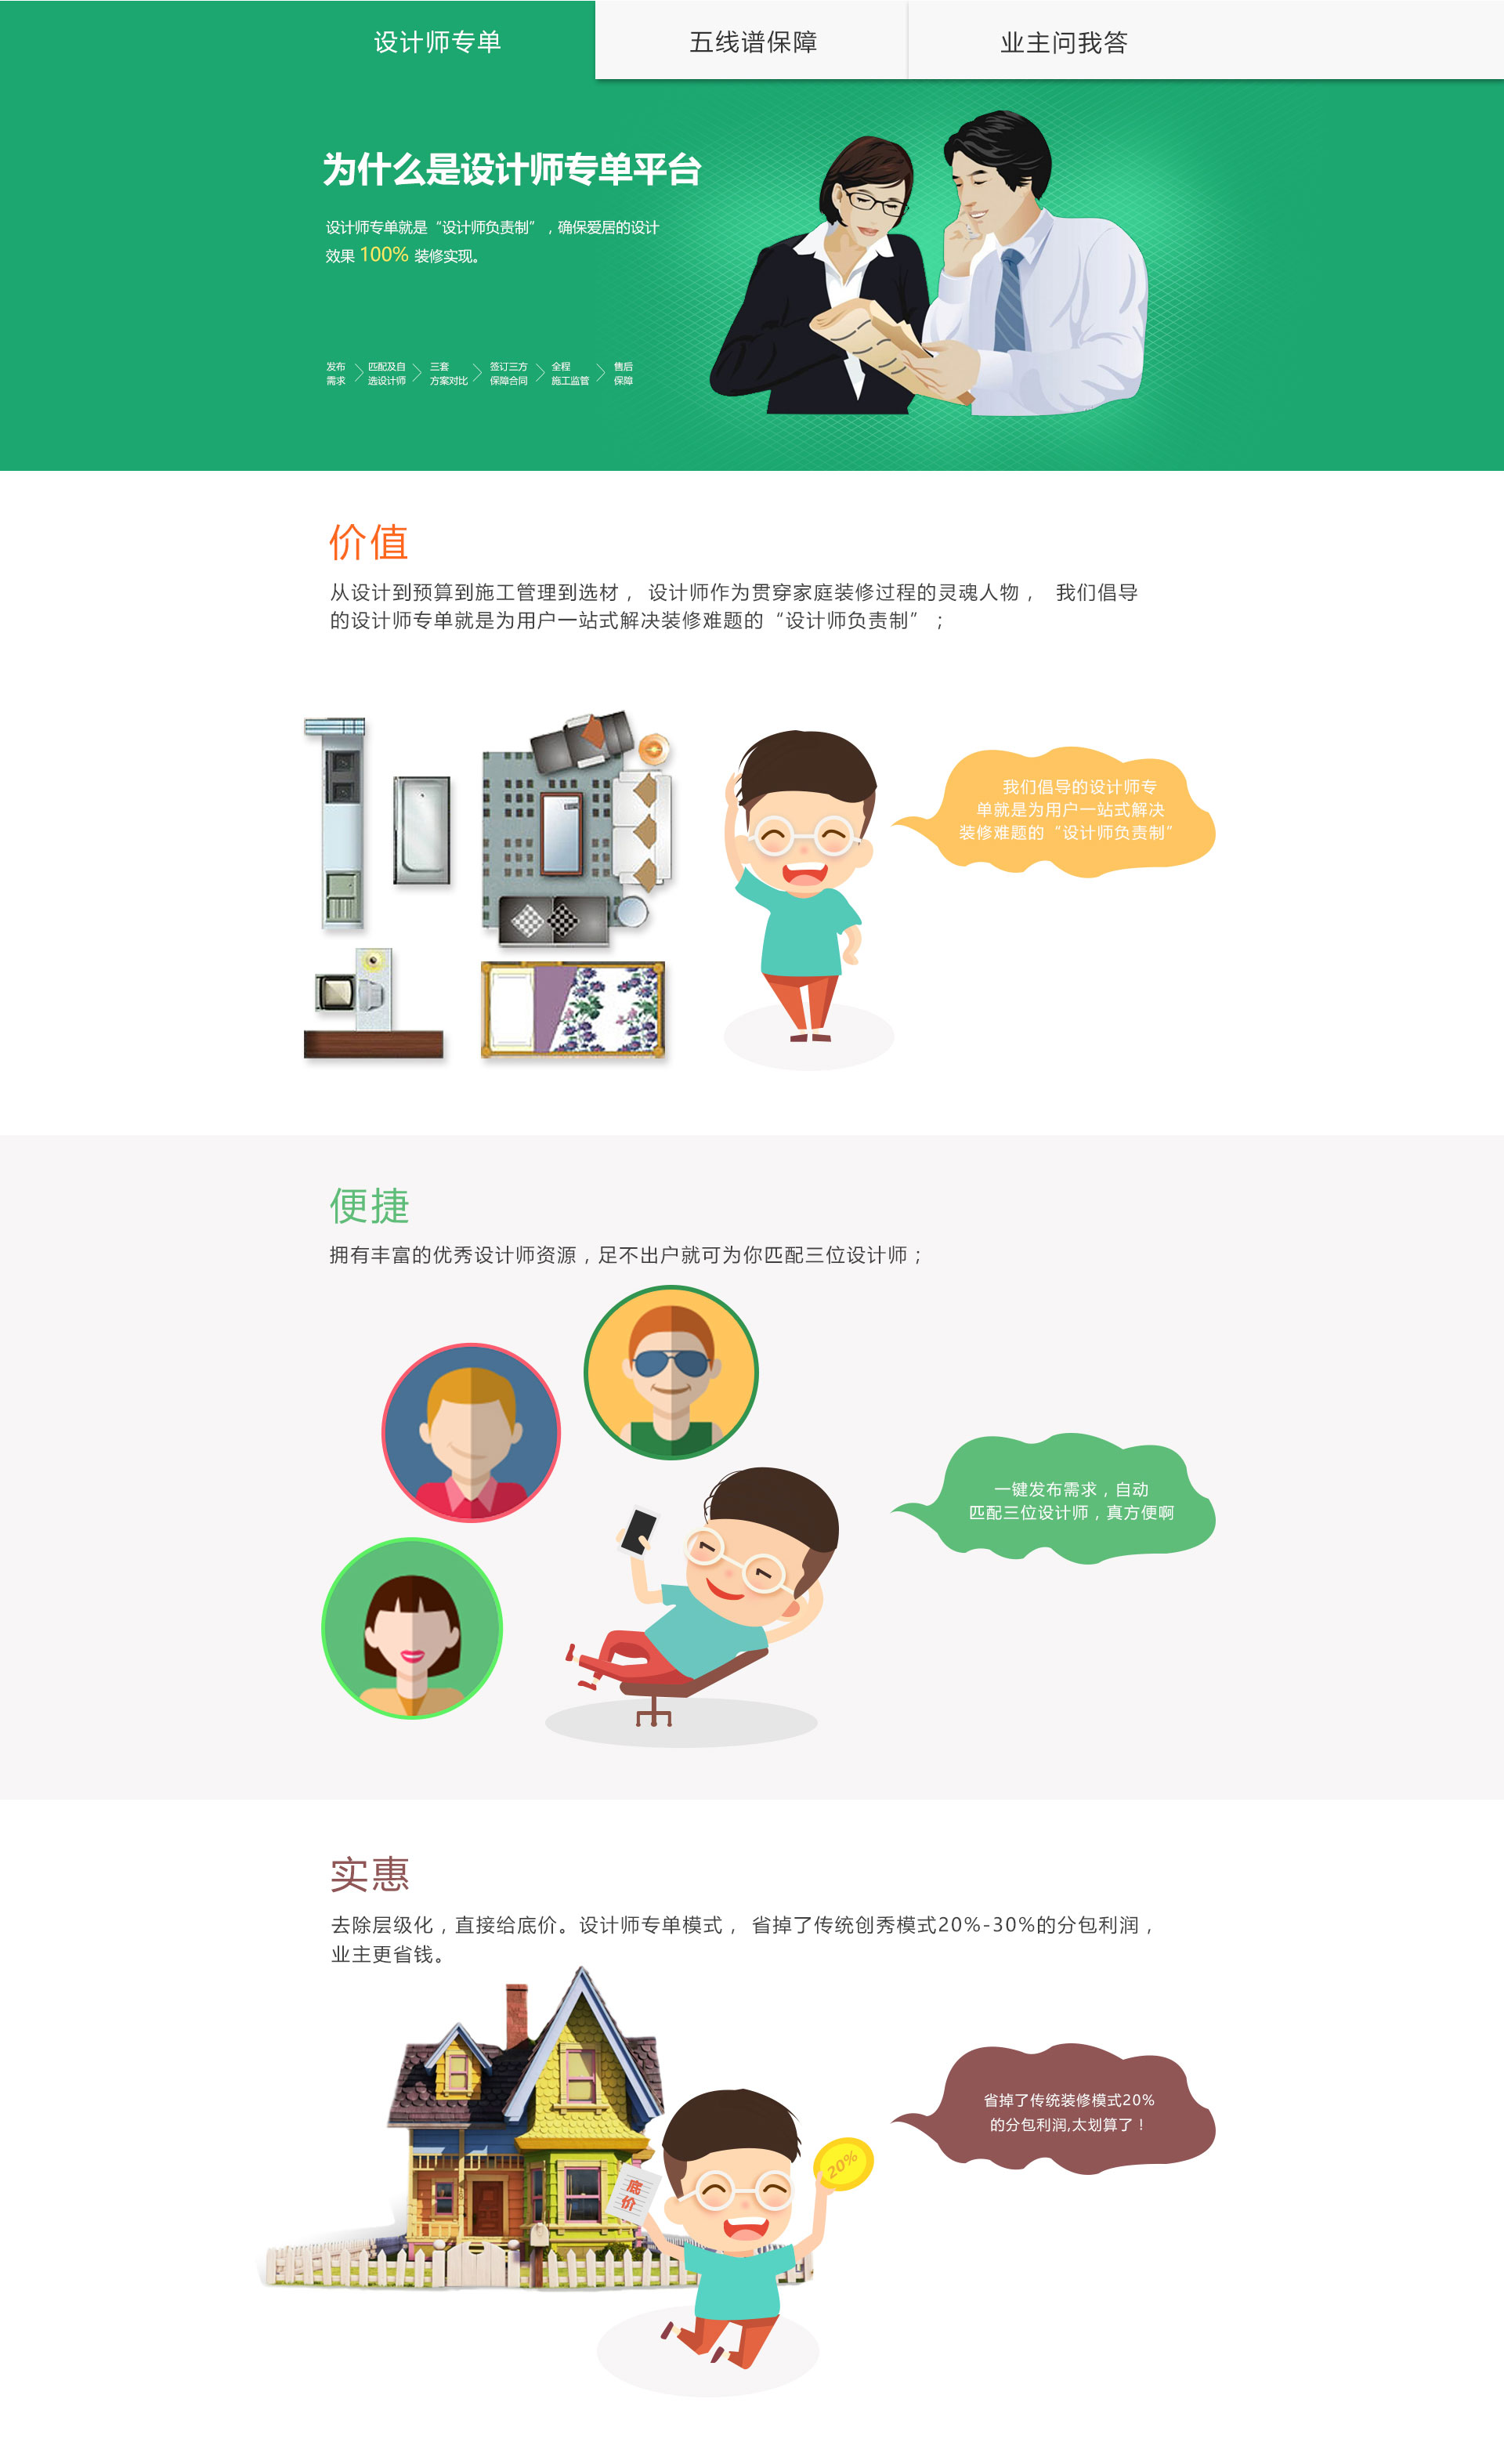 设计师专单
五线谱保障
业主问我答
为什么是设计师专单平台
设计师专单就是“设计师负责制”,确保爱居的设计
效果 100% 装修实现。
发布
需求
匹配及自
选设计师
三套
方案对比
签订三方
保障合同
全程
施工监管
售后
保障
价值
从设计到预算到施工管理到选材, 设计师作为贯穿家庭装修过程的灵魂人物, 我们倡导
的设计师专单就是为用户一站式解决装修难题的“设计师负责制”;
我们倡导的设计师专
单就是为用户一站式解决
装修难题的“设计师负责制”
便捷
拥有丰富的优秀设计师资源,足不出户就可为你匹配三位设计师;
一键发布需求,自动
匹配三位设计师,真方便啊
实惠
去除层级化,直接给底价。设计师专单模式, 省掉了传统创秀模式20%-30%的分包利润,
业主更省钱。
省掉了传统装修模式20%
的分包利润,太划算了!
20%
底
价